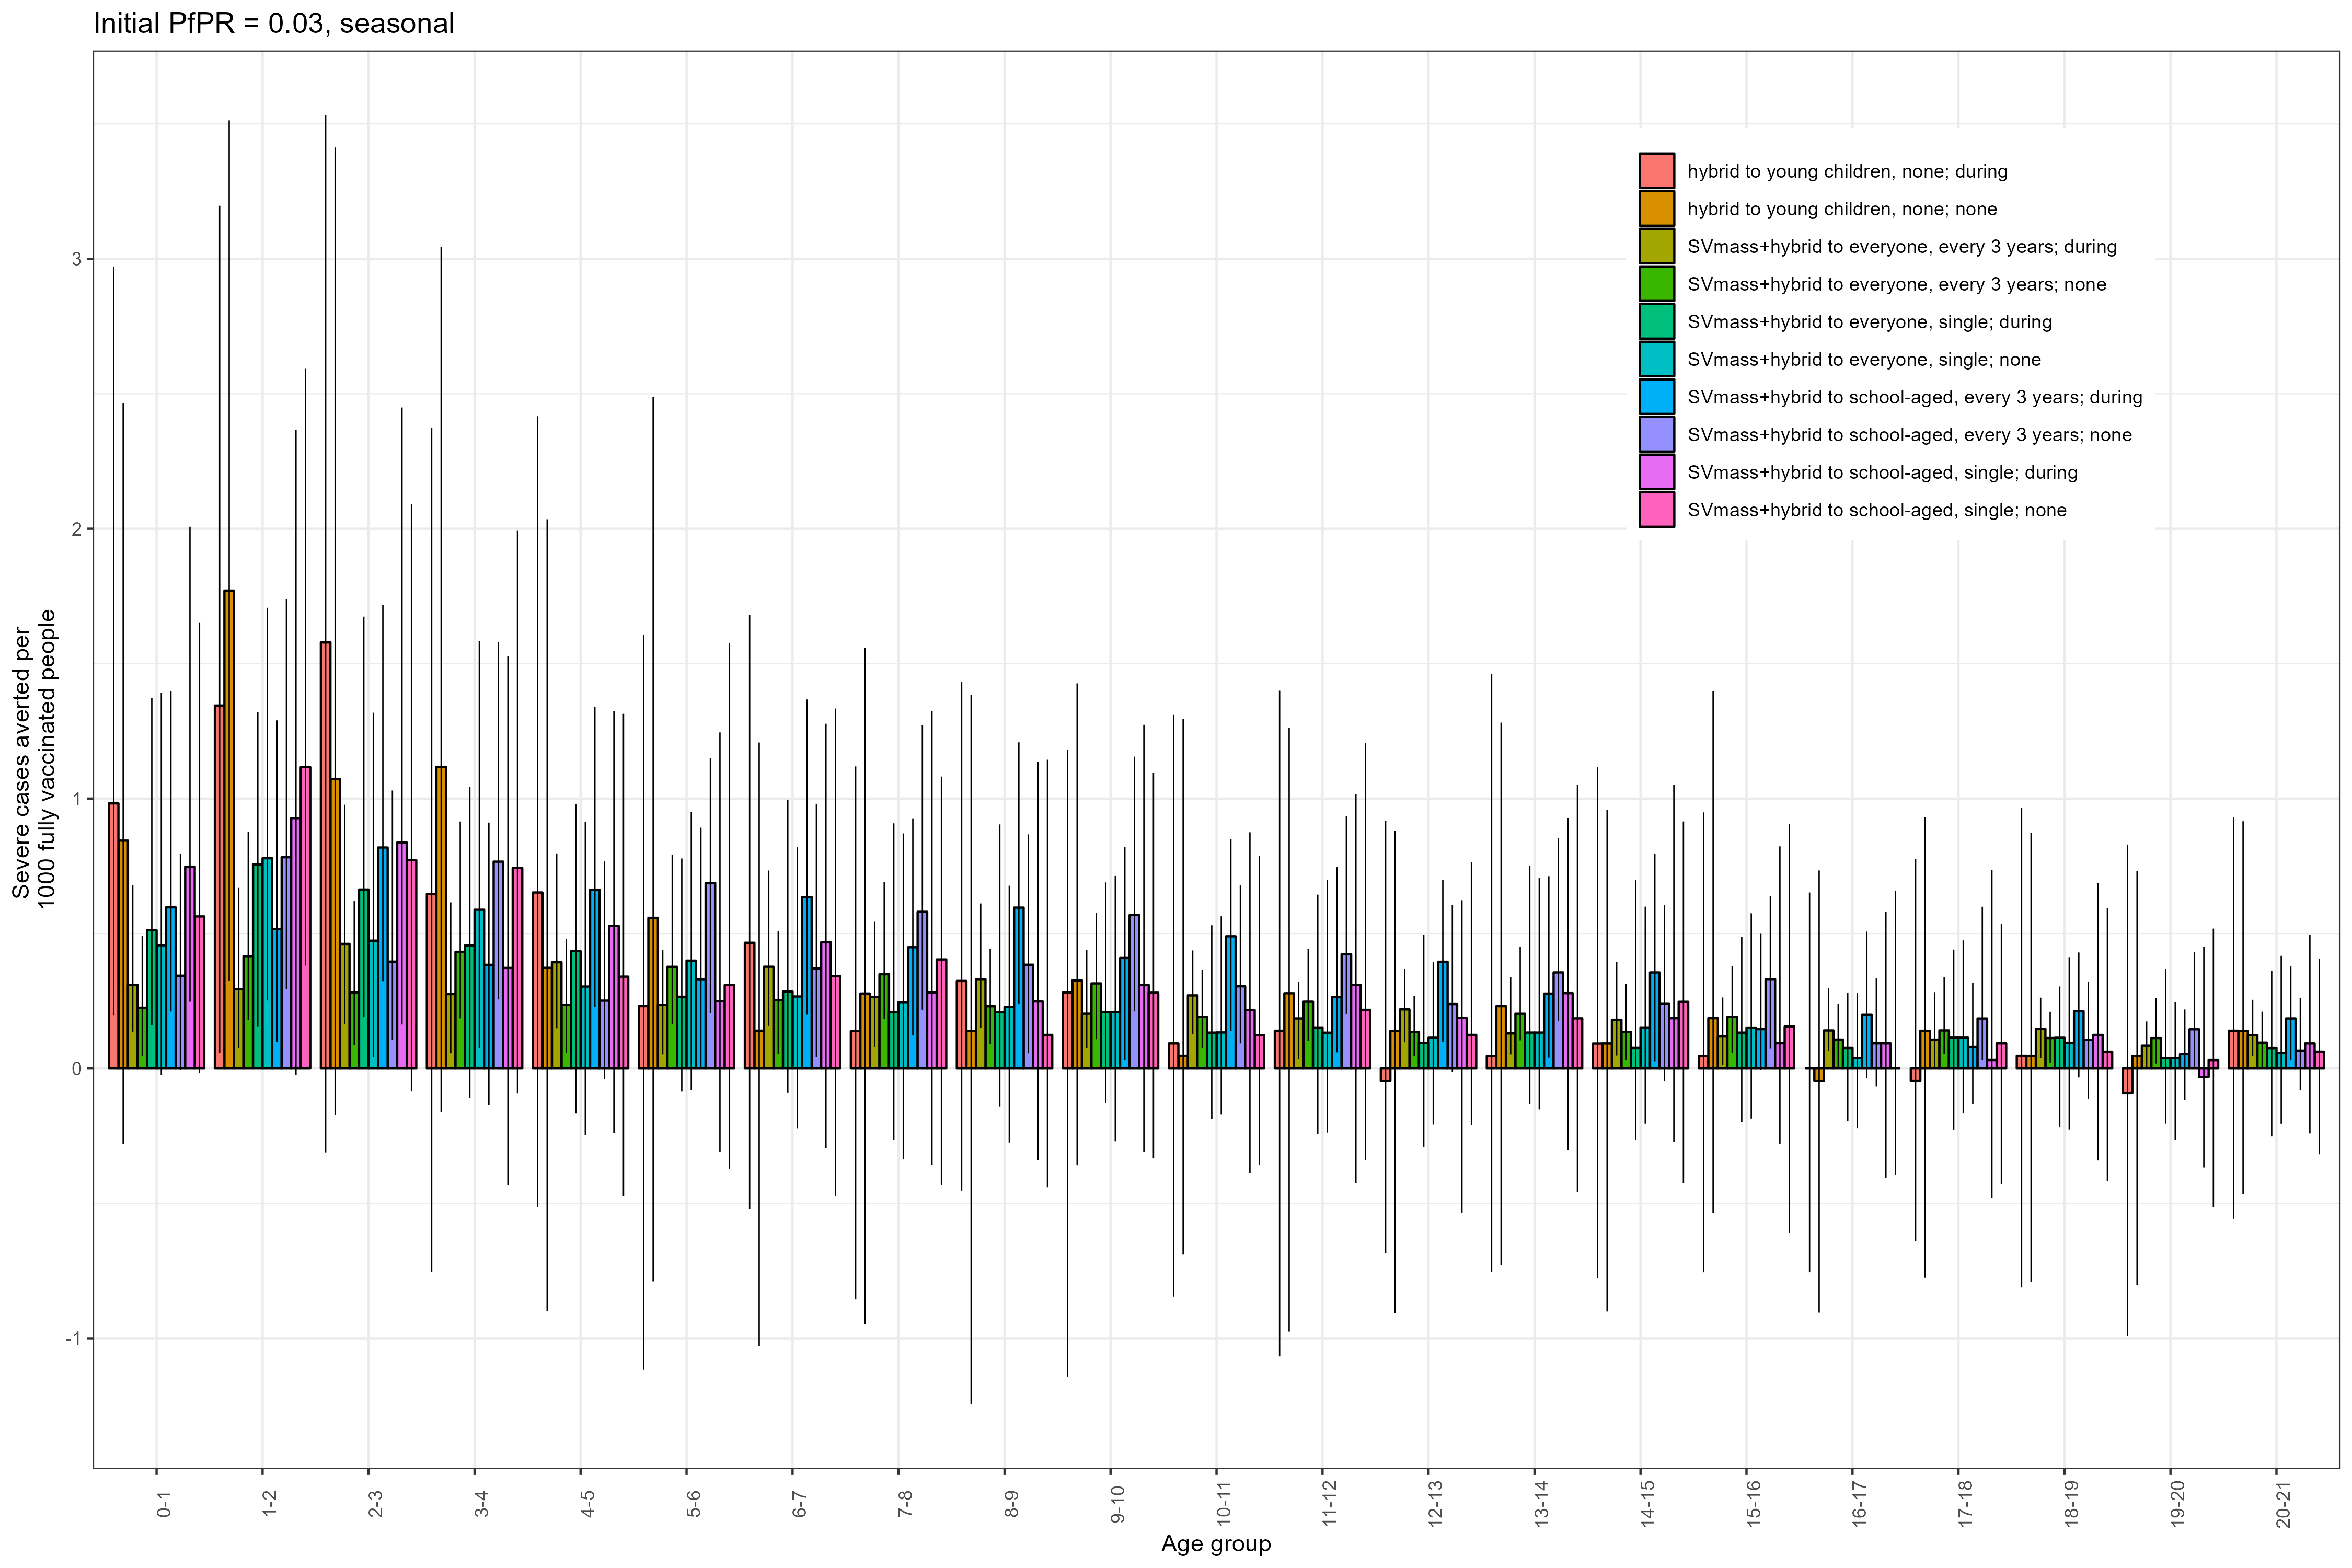 Initial PfPR = 0.03, seasonal
Severe cases averted per
1000 fully vaccinated people
3
2
1
0
-1
hybrid to young children, none; during
hybrid to young children, none; none
SVmass+hybrid to everyone, every 3 years; during
SVmass+hybrid to everyone, every 3 years; none
SVmass+hybrid to everyone, single; during
SVmass+hybrid to everyone, single; none
SVmass+hybrid to school-aged, every 3 years; during
SVmass+hybrid to school-aged, every 3 years; none
SVmass+hybrid to school-aged, single; during
SVmass+hybrid to school-aged, single; none
0-1
1-2
2-3
3-4
4-5
5-6
6-7
7-8
8-9
9-10
10-11
11-12
12-13
13-14
14-15
15-16
16-17
17-18
18-19
19-20
20-21
Age group